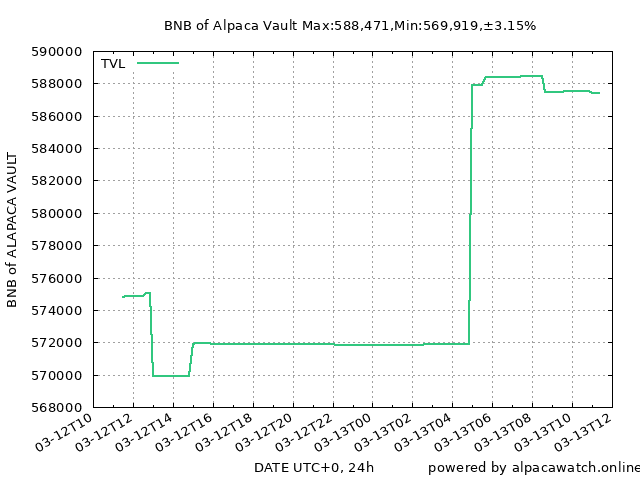 BNB of Alpaca Vault Max:588,471,Min:569,919,±3.15%
TVL
590000
588000
586000
584000
582000
580000
578000
576000
574000
572000
570000
568000
BNB of ALAPACA VAULT
03-12T10
03-12T12
03-12T14
03-12T16
03-12T18
03-12T20
03-12T22
03-13T00
03-13T02
03-13T04
03-13T06
03-13T08
03-13T10
03-13T12
DATE UTC+0, 24h
powered by alpacawatch.online